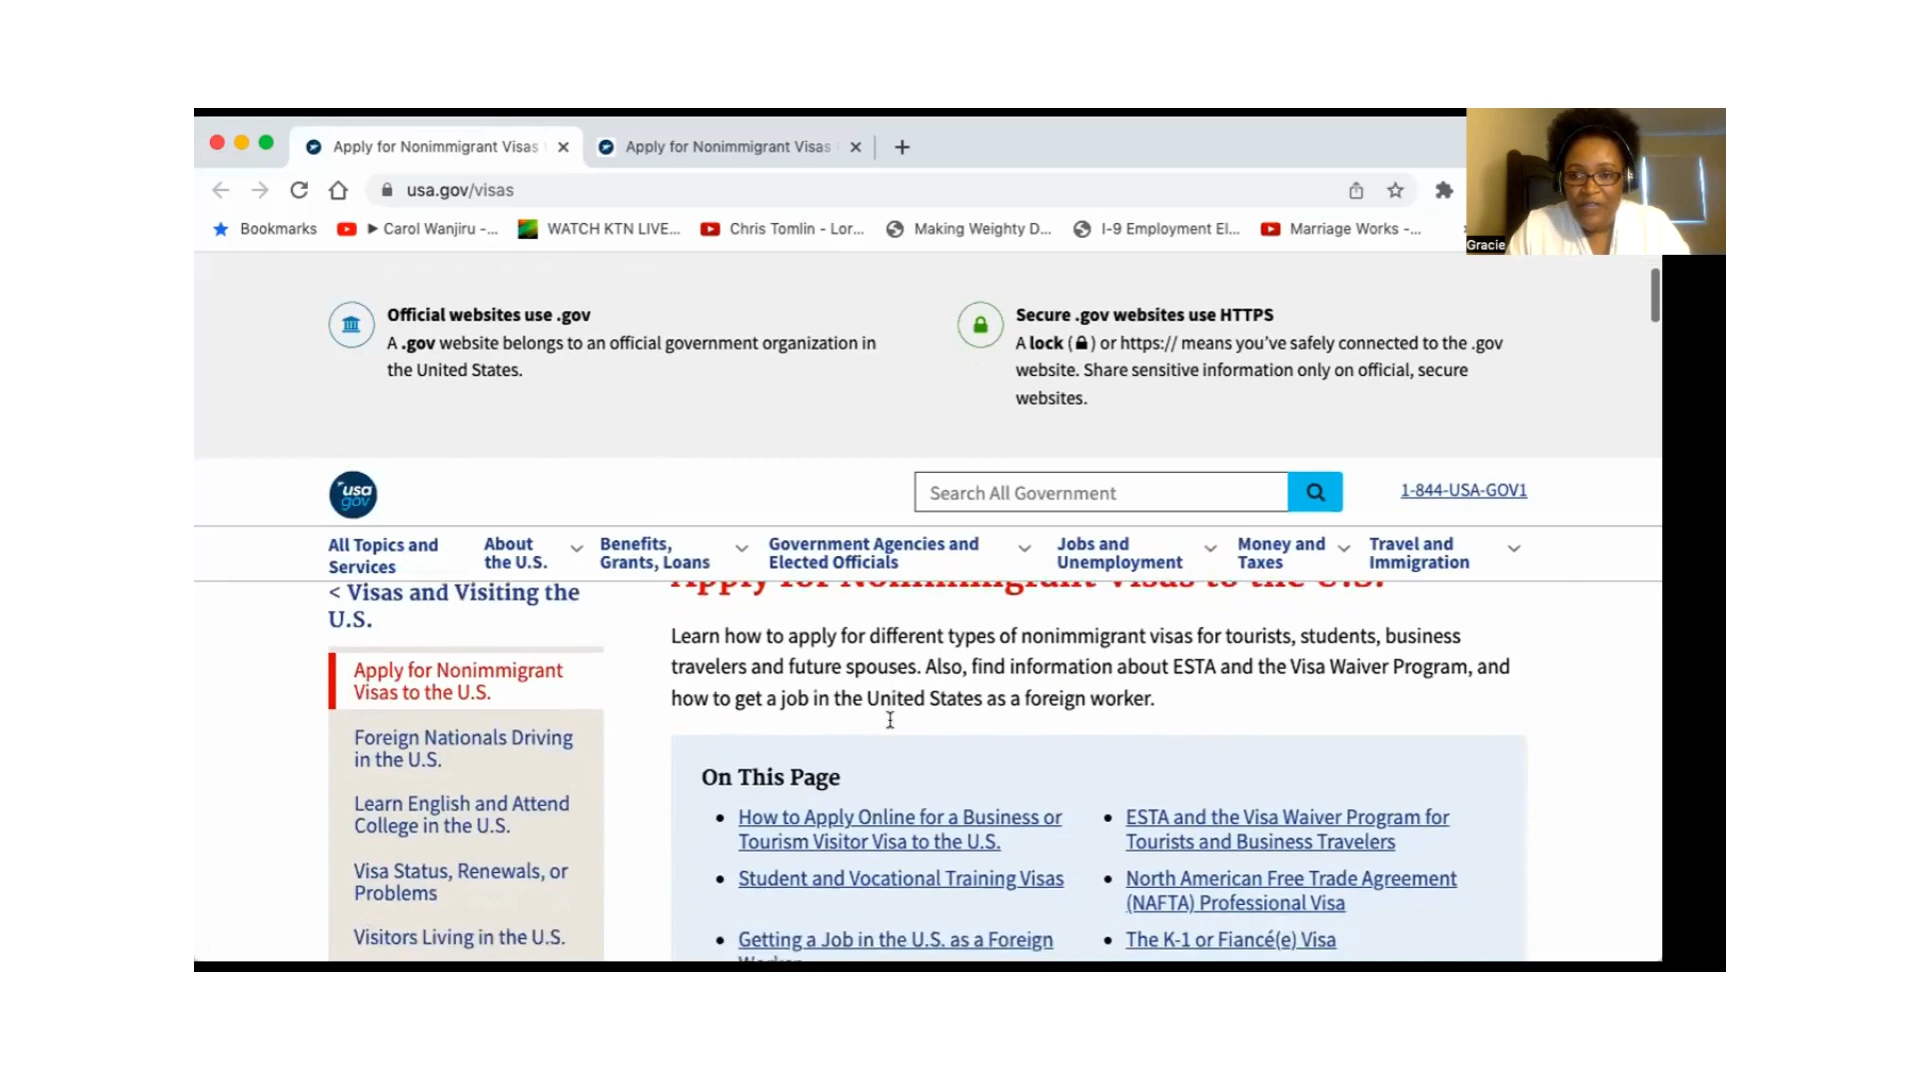 Apply for Nonimmigrant Visas
Apply for Nonimmigrant Visas
usa.gov/visas
Bookmarks
Carol Wanjiru -...
WATCH KTN LIVE...
Chris Tomlin - Lor...
Making Weighty D...
I-9 Employment El...
Marriage Works -...
Gracie
Official websites use .gov
A .gov website belongs to an official government organization in
the United States.
Secure .gov websites use HTTPS
A lock ( ) or https:// means you've safely connected to the .gov
website. Share sensitive information only on official, secure
websites.
usa
gov
Search All Government
1-844-USA-GOV1
All Topics and
Services
About
the U.S.
Benefits,
Grants, Loans
Government Agencies and
Elected Officials
Jobs and
Unemployment
Money and
Taxes
Travel and
Immigration
< Visas and Visiting the
U.S.
Apply for Nonimmigrant
Visas to the U.S.
Foreign Nationals Driving
in the U.S.
Learn English and Attend
College in the U.S.
Visa Status, Renewals, or
Problems
Visitors Living in the U.S.
Apply for Nonimmigrant Visas to the U.S.
Learn how to apply for different types of nonimmigrant visas for tourists, students, business
travelers and future spouses. Also, find information about ESTA and the Visa Waiver Program, and
how to get a job in the United States as a foreign worker.
On This Page
How to Apply Online for a Business or
Tourism Visitor Visa to the U.S.
Student and Vocational Training Visas
Getting a Job in the U.S. as a Foreign
ESTA and the Visa Waiver Program for
Tourists and Business Travelers
North American Free Trade Agreement
(NAFTA) Professional Visa
The K-1 or Fiancé(e) Visa